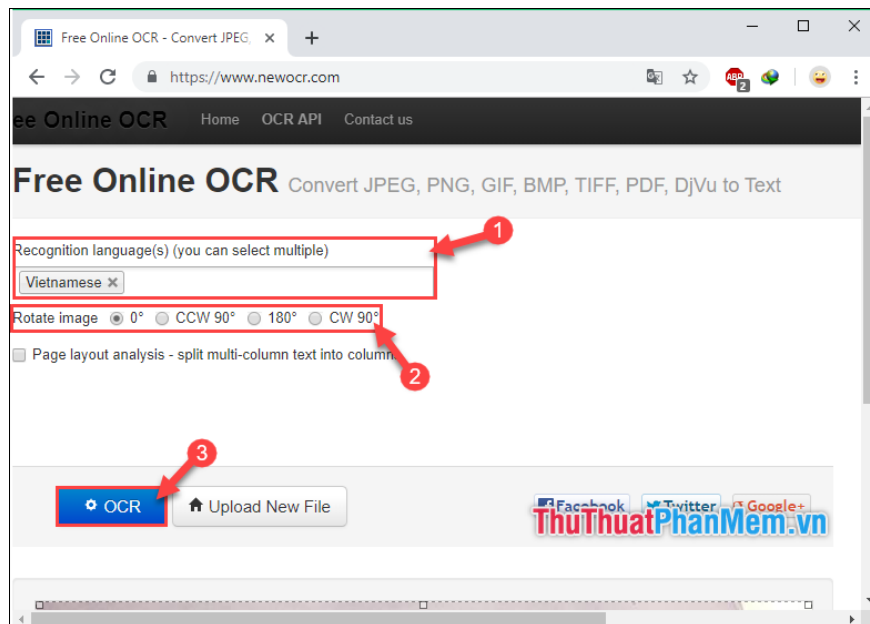 Free Online OCR - Convert JPEG,
https://www.newocr.com
ABP
2
ee Online OCR Home OCR API Contact us
Free Online OCR Convert JPEG, PNG, GIF, BMP, TIFF, PDF, DjVu to Text
1
Recognition language(s) (you can select multiple)
Vietnamese
Rotate image 0° CCW 90° 180° CW 90°
Page layout analysis - split multi-column text into column
2
3
OCR Upload New File Facebook Twitter Google+
ThuThuatPhanMem.vn